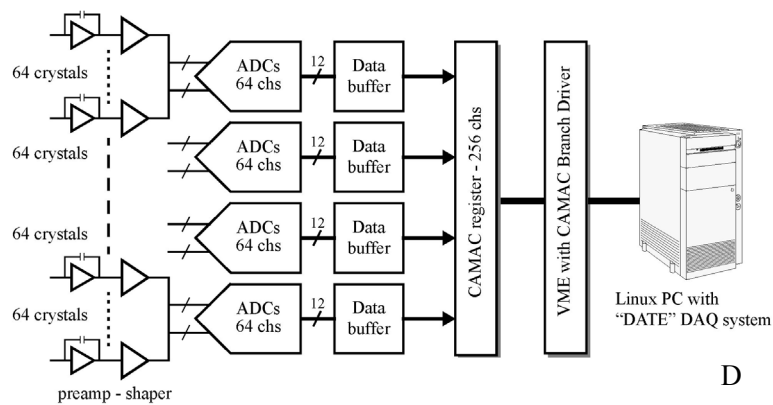 64 crystals
64 crystals
64 crystals
64 crystals
preamp - shaper
ADCs
64 chs
12
Data
buffer
ADCs
64 chs
12
Data
buffer
ADCs
64 chs
12
Data
buffer
ADCs
64 chs
12
Data
buffer
CAMAC register - 256 chs
VME with CAMAC Branch Driver
Linux PC with
“DATE” DAQ system
D